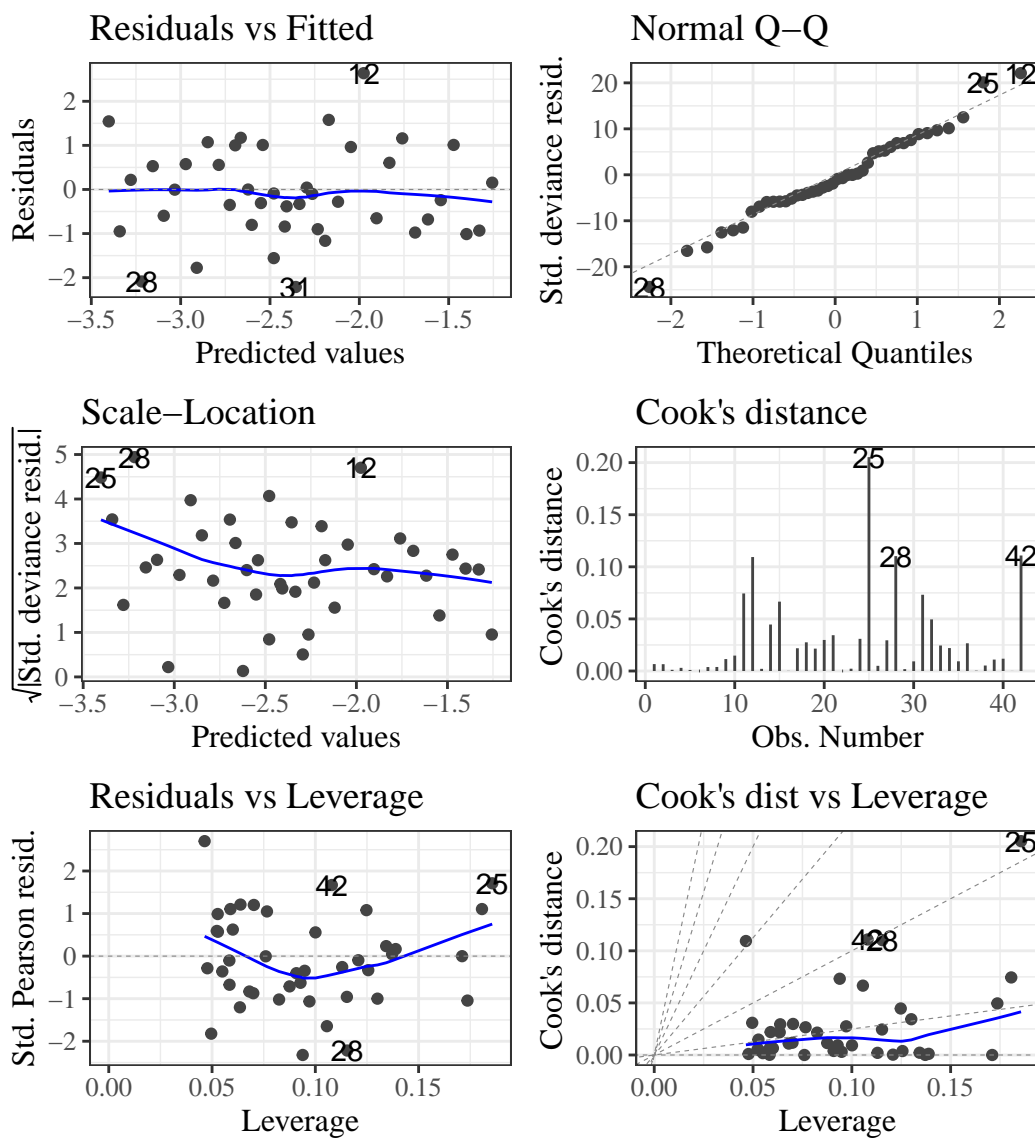 Residuals vs Fitted
Residuals
2
1
0
−1
−2
12
28
31
−3.5 −3.0 −2.5 −2.0 −1.5
Predicted values
Normal Q−Q
Std. deviance resid.
20
10
0
−10
−20
25
12
28
−2 −1 0 1 2
Theoretical Quantiles
Scale−Location
√|Std. deviance resid.|
5
4
3
2
1
0
25
28
12
−3.5 −3.0 −2.5 −2.0 −1.5
Predicted values
Cook's distance
Cook's distance
0.20
0.15
0.10
0.05
0.00
25
28
42
0 10 20 30 40
Obs. Number
Residuals vs Leverage
Std. Pearson resid.
2
1
0
−1
−2
42
25
28
0.00 0.05 0.10 0.15
Leverage
Cook's dist vs Leverage
Cook's distance
0.20
0.15
0.10
0.05
0.00
25
42
28
0.00 0.05 0.10 0.15
Leverage